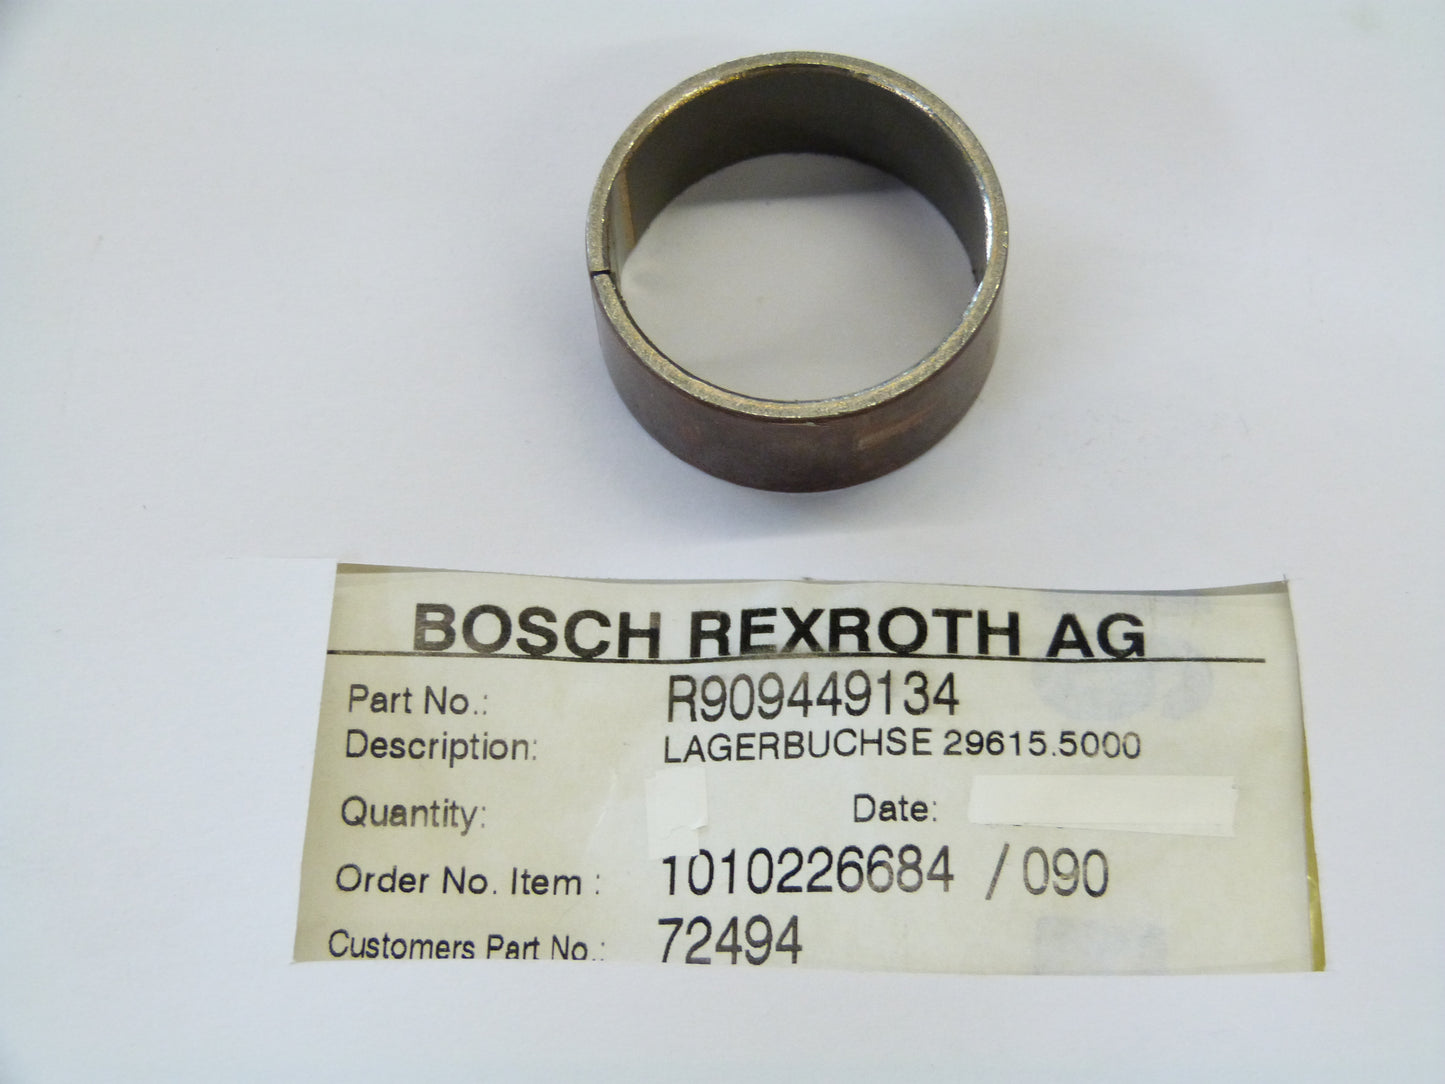 BOSCH REXROTH AG
Part No.: R909449134
Description: LAGERBUCHSE 29615.5000
Quantity: Date:
Order No. Item : 1010226684 / 090
Customers Part No.: 72494